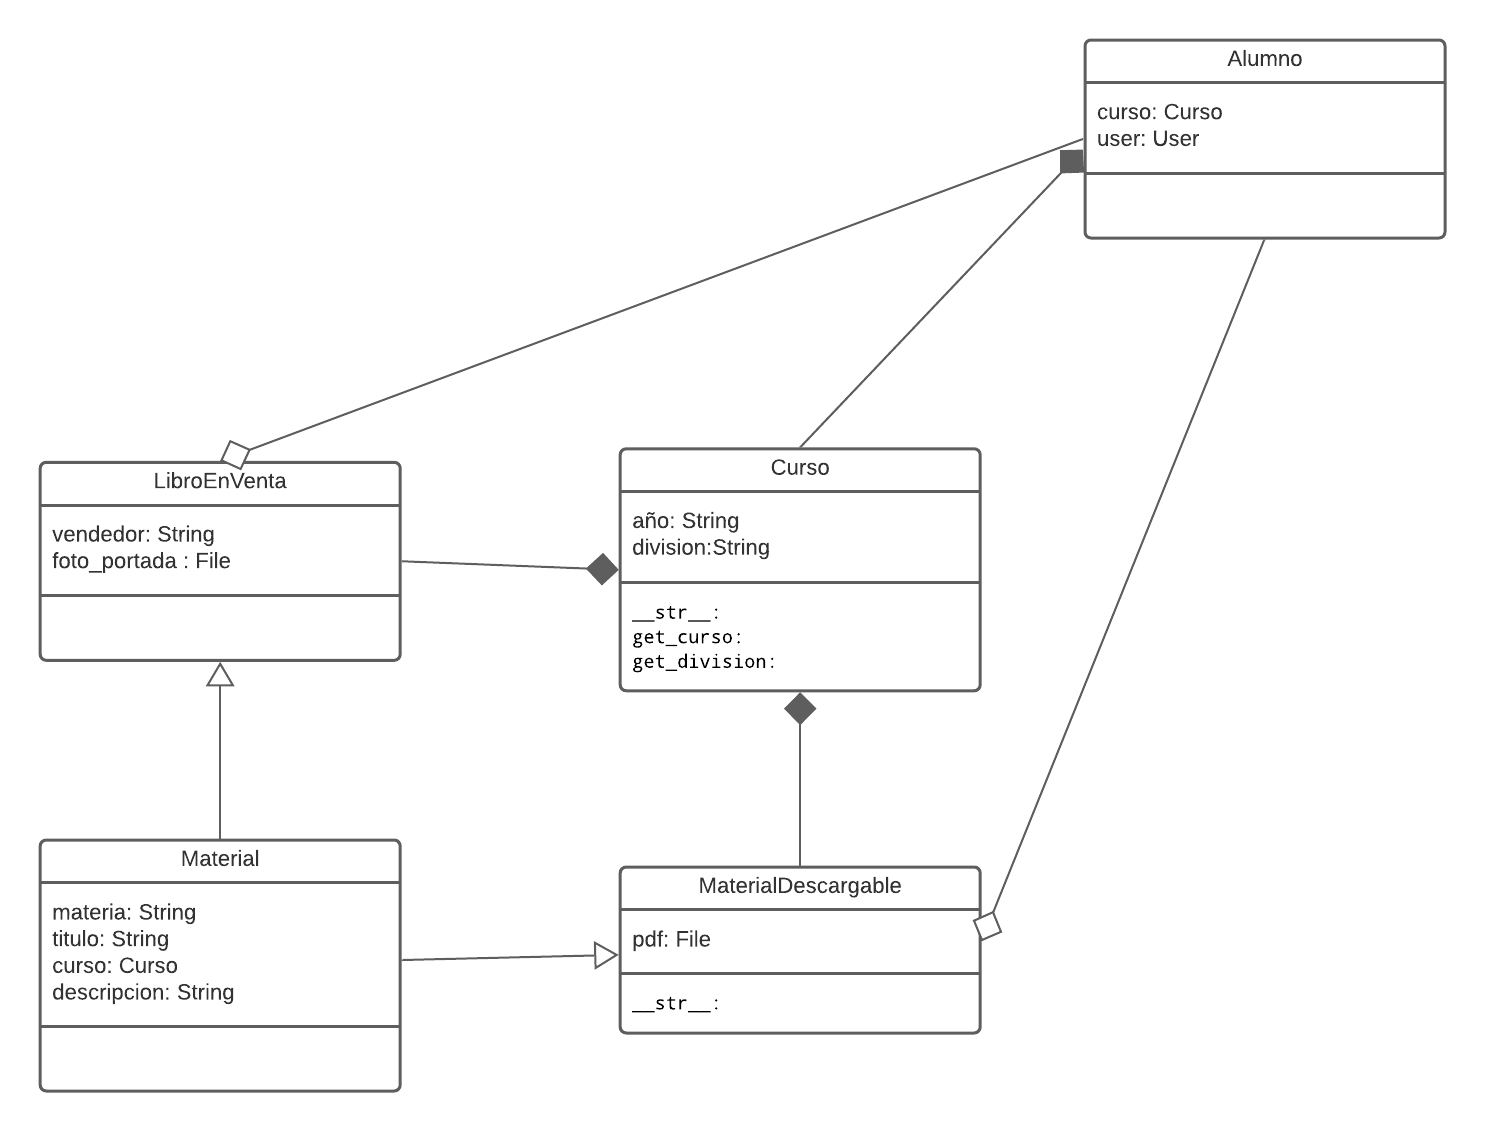 Alumno
curso: Curso
user: User
LibroEnVenta
vendedor: String
foto_portada : File
Curso
año: String
division:String
__str__:
get_curso:
get_division:
Material
materia: String
titulo: String
curso: Curso
descripcion: String
MaterialDescargable
pdf: File
__str__: